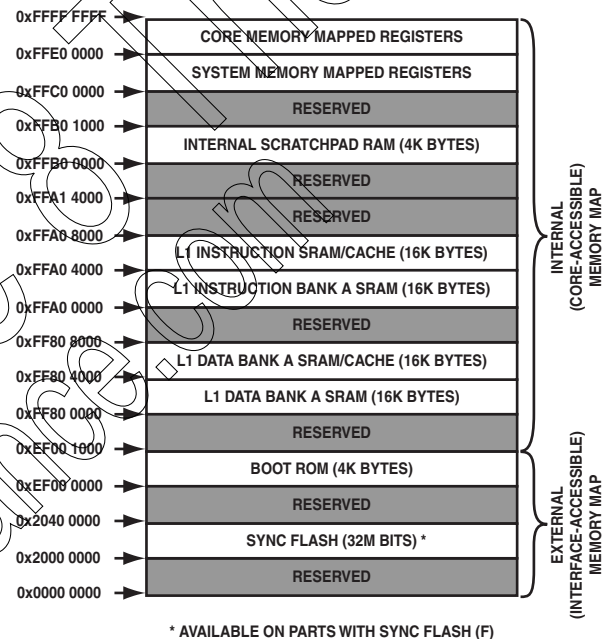 0xFFFF FFFF
CORE MEMORY MAPPED REGISTERS
0xFFE0 0000
SYSTEM MEMORY MAPPED REGISTERS
0xFFC0 0000
RESERVED
0xFFB0 1000
INTERNAL SCRATCHPAD RAM (4K BYTES)
0xFFB0 0000
RESERVED
0xFFA1 4000
RESERVED
0xFFA0 8000
L1 INSTRUCTION SRAM/CACHE (16K BYTES)
0xFFA0 4000
L1 INSTRUCTION BANK A SRAM (16K BYTES)
0xFFA0 0000
RESERVED
0xFF80 8000
L1 DATA BANK A SRAM/CACHE (16K BYTES)
0xFF80 4000
L1 DATA BANK A SRAM (16K BYTES)
0xFF80 0000
RESERVED
0xEF00 1000
BOOT ROM (4K BYTES)
0xEF00 0000
RESERVED
0x2040 0000
SYNC FLASH (32M BITS) *
0x2000 0000
RESERVED
0x0000 0000
INTERNAL
(CORE-ACCESSIBLE)
MEMORY MAP
EXTERNAL
(INTERFACE-ACCESSIBLE)
MEMORY MAP
* AVAILABLE ON PARTS WITH SYNC FLASH (F)